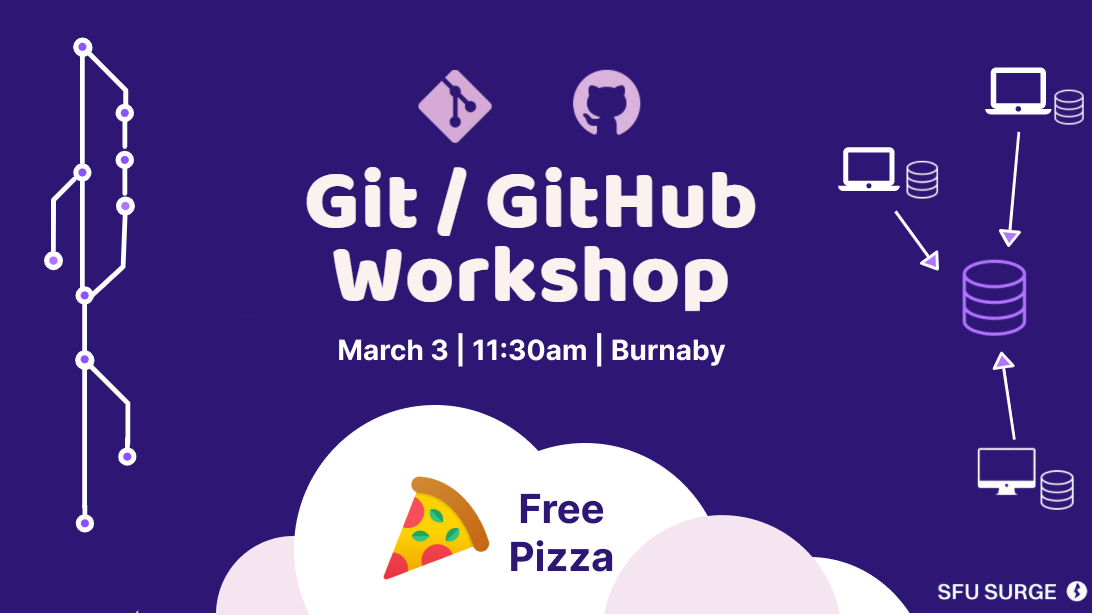 Git / GitHub
Workshop
March 3 | 11:30am | Burnaby
Free
Pizza
SFU SURGE